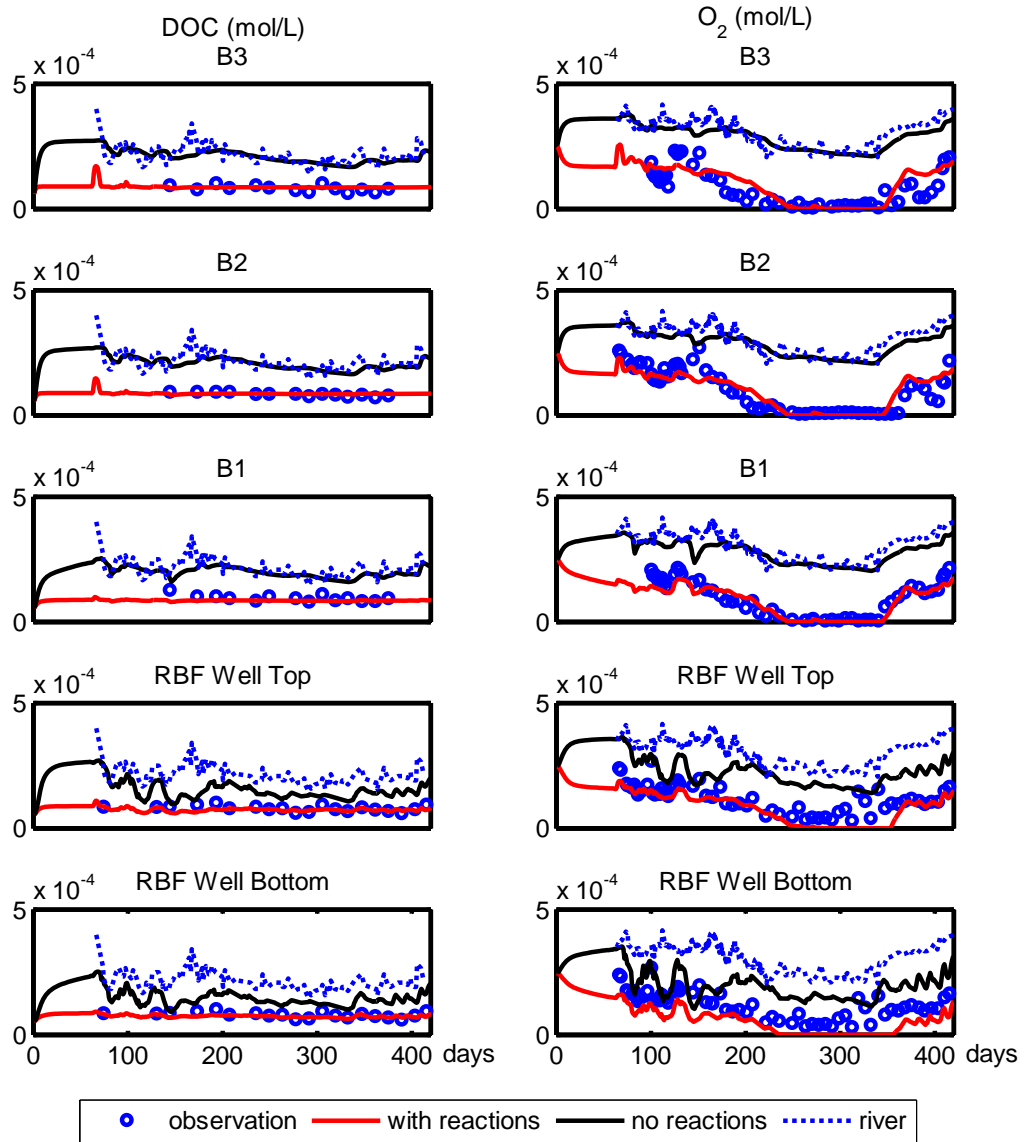 DOC (mol/L)
O2 (mol/L)
B3
B3
x 10-4
x 10-4
5
5
0
0
B2
B2
x 10-4
x 10-4
5
5
0
0
B1
B1
x 10-4
x 10-4
5
5
0
0
RBF Well Top
RBF Well Top
x 10-4
x 10-4
5
5
0
0
RBF Well Bottom
RBF Well Bottom
x 10-4
x 10-4
5
5
0
0
0 100 200 300 400 days
0 100 200 300 400 days
observation with reactions no reactions river